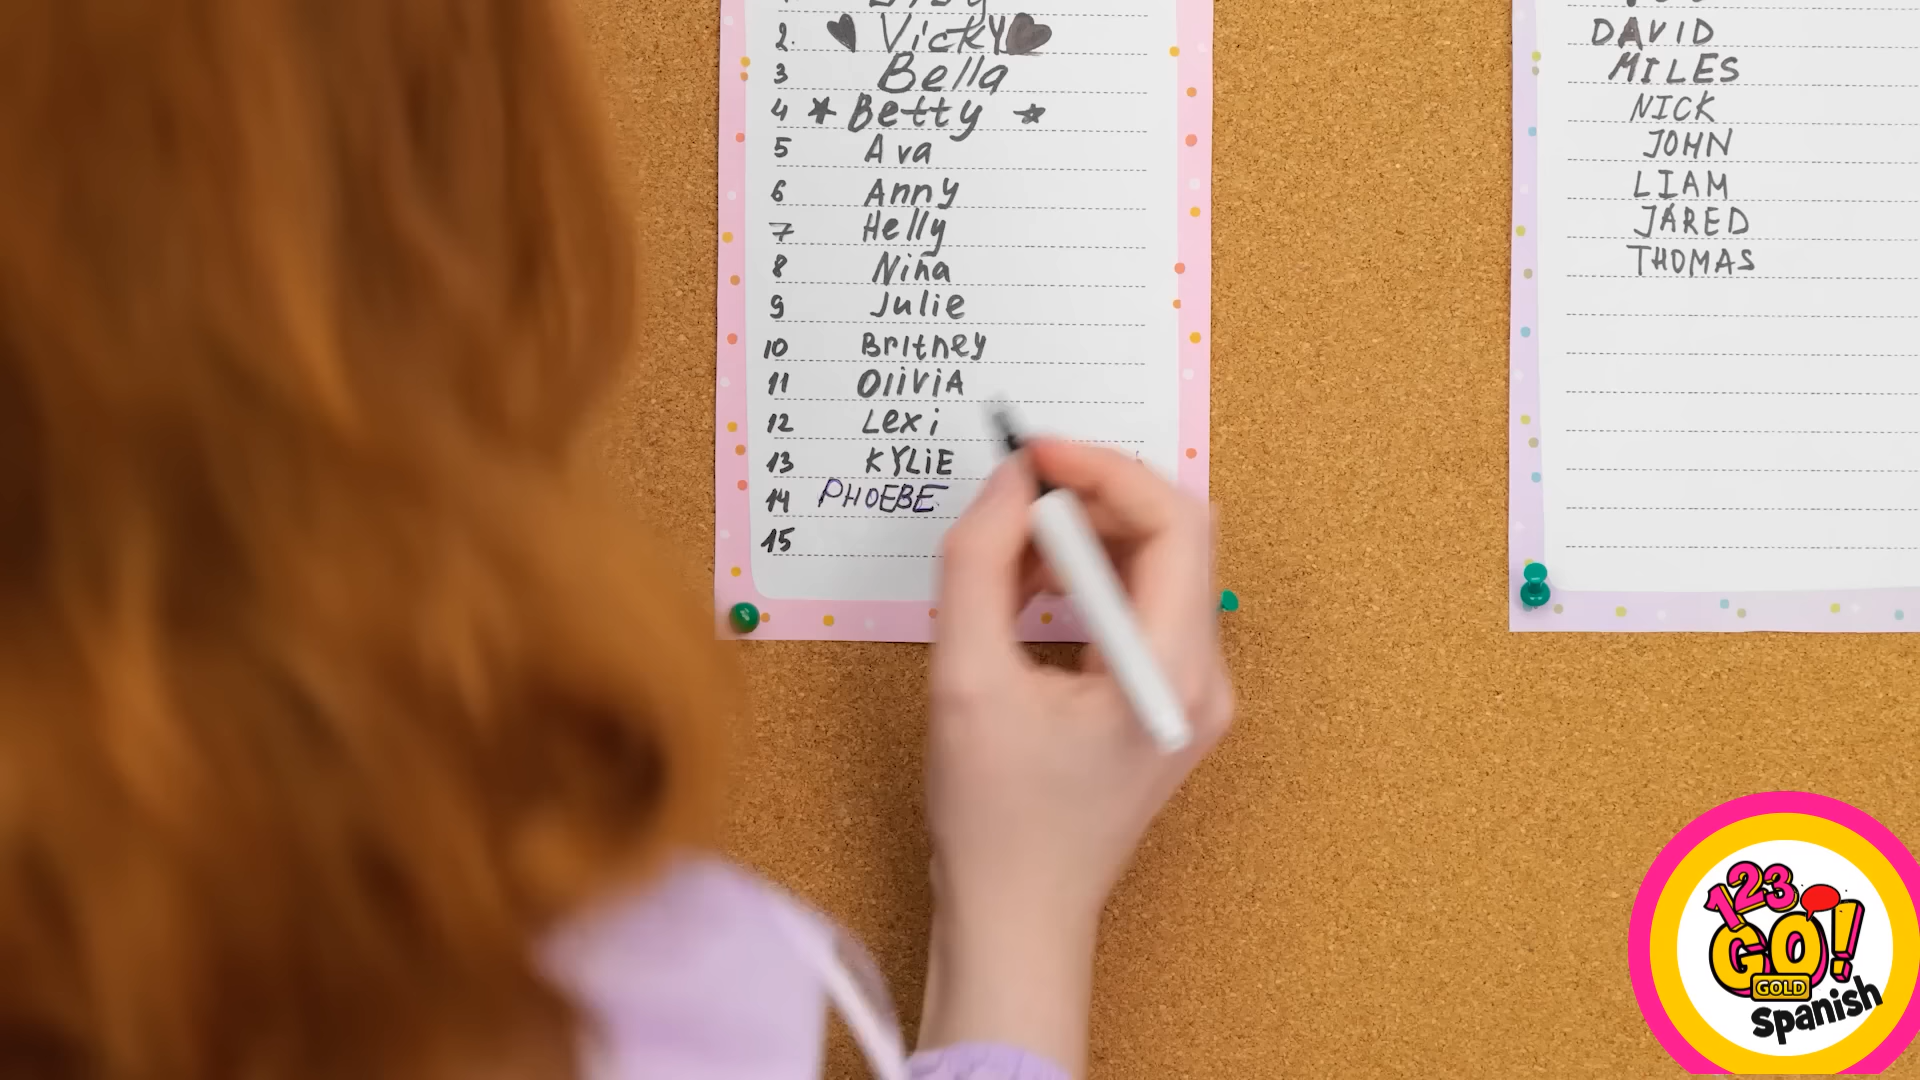 2. Vicky
3 Bella
4 * Betty *
5 Ava
6 Anny
7 Helly
8 Nina
9 Julie
10 Britney
11 OliViA
12 Lexi
13 KYLiE
14 PHOEBE
15
DAVID
MILES
NICK
JOHN
LIAM
JARED
THOMAS
123
GO!
GOLD
Spanish